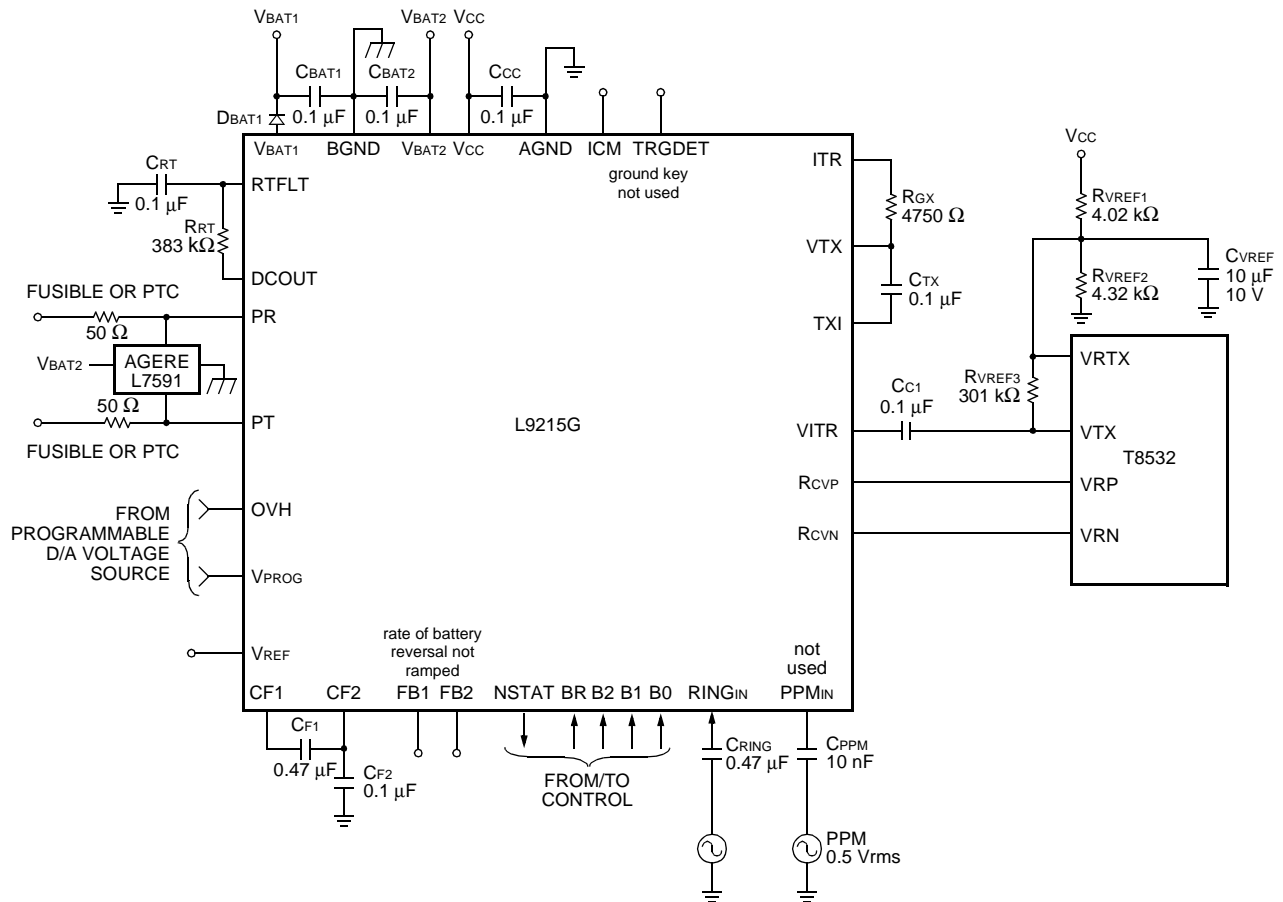 VBAT1
VBAT2
VCC
CBAT1
0.1 µF
CBAT2
0.1 µF
CCC
0.1 µF
DBAT1
VBAT1
BGND
VBAT2
VCC
AGND
ICM
TRGDET
ground key
not used
CRT
0.1 µF
RTFLT
RRT
383 kΩ
DCOUT
FUSIBLE OR PTC
50 Ω
PR
VBAT2
AGERE
L7591
50 Ω
PT
FUSIBLE OR PTC
FROM
PROGRAMMABLE
D/A VOLTAGE
SOURCE
OVH
VPROG
VREF
L9215G
ITR
RGX
4750 Ω
VTX
CTX
0.1 µF
TXI
VITR
CC1
0.1 µF
RCVP
RCVN
VCC
RVREF1
4.02 kΩ
RVREF2
4.32 kΩ
CVREF
10 µF
10 V
RVREF3
301 kΩ
VRTX
VTX
T8532
VRP
VRN
rate of battery
reversal not
ramped
not
used
CF1
CF2
FB1
FB2
NSTAT
BR
B2
B1
B0
RINGIN
PPMIN
CF1
0.47 µF
CF2
0.1 µF
FROM/TO
CONTROL
CRING
0.47 µF
CPPM
10 nF
PPM
0.5 Vrms